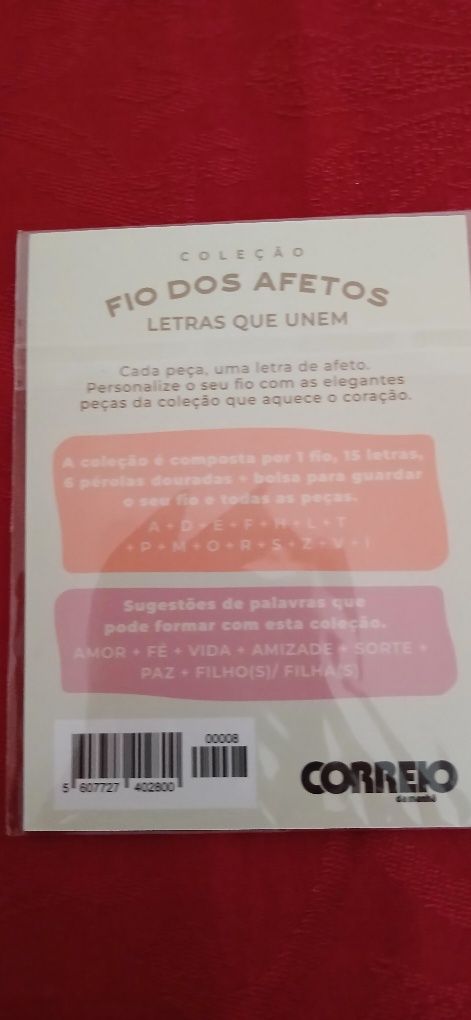 COLEÇÃO
FIO DOS AFETOS
LETRAS QUE UNEM
Cada peça, uma letra de afeto.
Personalize o seu fio com as elegantes
peças da coleção que aquece o coração.
A coleção é composta por 1 fio, 15 letras,
6 pérolas douradas + bolsa para guardar
o seu fio e todas as peças.
A + D + E + F + H + L + T
+ P + M + O + R + S + Z + V + I
Sugestões de palavras que
pode formar com esta coleção.
AMOR + FÉ + VIDA + AMIZADE + SORTE +
PAZ + FILHO(S)/ FILHA(S)
00008
5 607727 402800
CORREIO
da manhã